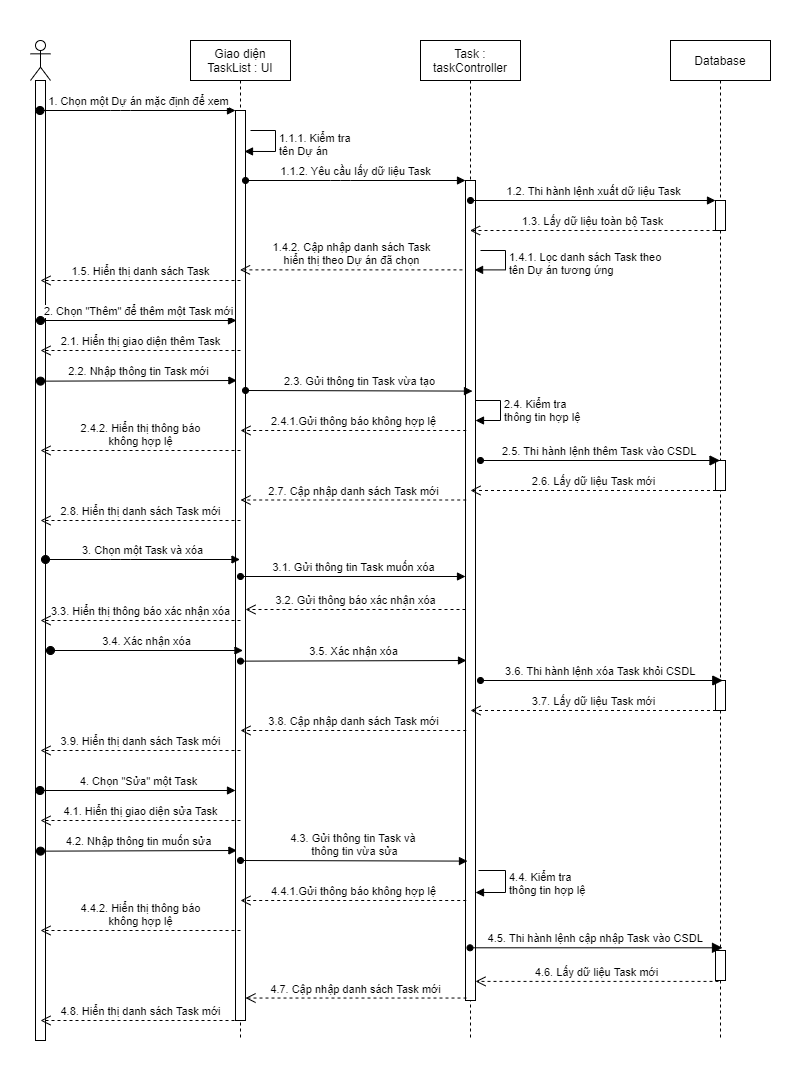 Giao diện
TaskList : UI
Task :
taskController
Database
1. Chọn một Dự án mặc định để xem
1.1.1. Kiểm tra
tên Dự án
1.1.2. Yêu cầu lấy dữ liệu Task
1.2. Thi hành lệnh xuất dữ liệu Task
1.3. Lấy dữ liệu toàn bộ Task
1.4.2. Cập nhập danh sách Task
hiển thị theo Dự án đã chọn
1.4.1. Lọc danh sách Task theo
tên Dự án tương ứng
1.5. Hiển thị danh sách Task
2. Chọn "Thêm" để thêm một Task mới
2.1. Hiển thị giao diện thêm Task
2.2. Nhập thông tin Task mới
2.3. Gửi thông tin Task vừa tạo
2.4. Kiểm tra
thông tin hợp lệ
2.4.1.Gửi thông báo không hợp lệ
2.4.2. Hiển thị thông báo
không hợp lệ
2.5. Thi hành lệnh thêm Task vào CSDL
2.6. Lấy dữ liệu Task mới
2.7. Cập nhập danh sách Task mới
2.8. Hiển thị danh sách Task mới
3. Chọn một Task và xóa
3.1. Gửi thông tin Task muốn xóa
3.2. Gửi thông báo xác nhận xóa
3.3. Hiển thị thông báo xác nhận xóa
3.4. Xác nhận xóa
3.5. Xác nhận xóa
3.6. Thi hành lệnh xóa Task khỏi CSDL
3.7. Lấy dữ liệu Task mới
3.8. Cập nhập danh sách Task mới
3.9. Hiển thị danh sách Task mới
4. Chọn "Sửa" một Task
4.1. Hiển thị giao diện sửa Task
4.2. Nhập thông tin muốn sửa
4.3. Gửi thông tin Task và
thông tin vừa sửa
4.4. Kiểm tra
thông tin hợp lệ
4.4.1.Gửi thông báo không hợp lệ
4.4.2. Hiển thị thông báo
không hợp lệ
4.5. Thi hành lệnh cập nhập Task vào CSDL
4.6. Lấy dữ liệu Task mới
4.7. Cập nhập danh sách Task mới
4.8. Hiển thị danh sách Task mới